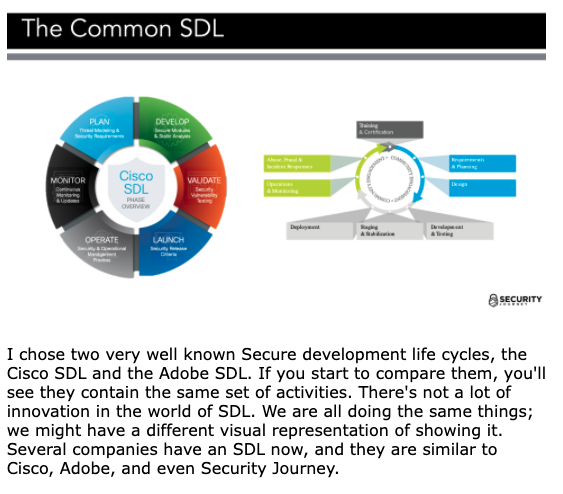 The Common SDL
PLAN
Threat Modeling &
Security Requirements
DEVELOP
Secure Modules
& Static Analysis
MONITOR
Continuous
Monitoring
& Updates
Cisco
SDL
PHASE
OVERVIEW
VALIDATE
Security
Vulnerability
Testing
OPERATE
Security & Operational
Management
Process
LAUNCH
Security Release
Criteria
Training
& Certification
Abuse, Fraud &
Incident Response
Requirements
& Planning
Operations
& Monitoring
Design
COMMUNITY ENGAGEMENT
Deployment
Staging
& Stabilization
Development
& Testing
SECURITY
JOURNEY
I chose two very well known Secure development life cycles, the
Cisco SDL and the Adobe SDL. If you start to compare them, you'll
see they contain the same set of activities. There's not a lot of
innovation in the world of SDL. We are all doing the same things;
we might have a different visual representation of showing it.
Several companies have an SDL now, and they are similar to
Cisco, Adobe, and even Security Journey.